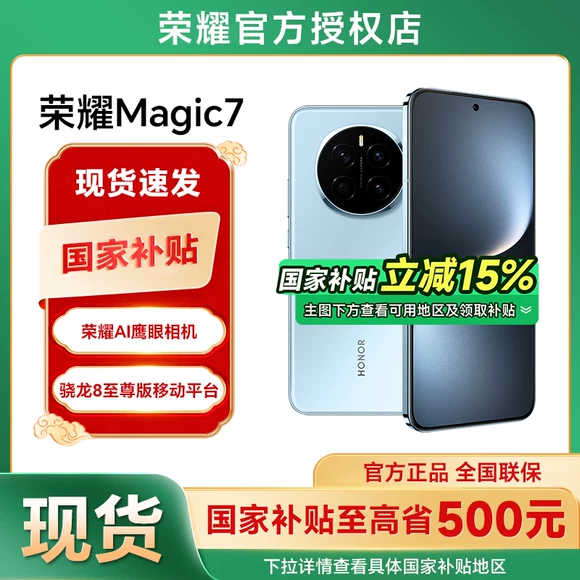 荣耀官方授权店
荣耀Magic7
现货速发
国家补贴
荣耀AI鹰眼相机
骁龙8至尊版移动平台
HONOR
国家补贴 立减15%
主图下方查看可用地区及领取补贴
官方正品 全国联保
现货
国家补贴至高省500元
下拉详情查看具体国家补贴地区